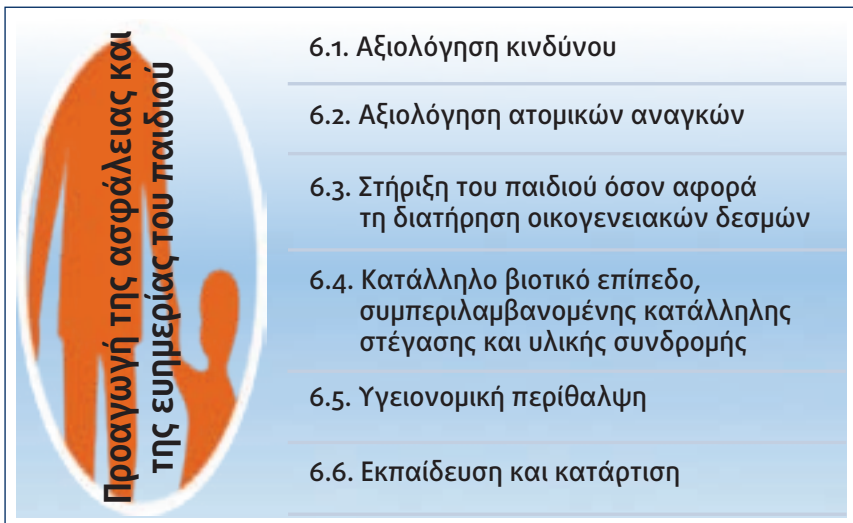 Προαγωγή της ασφάλειας και
της ευημερίας του παιδιού
6.1. Αξιολόγηση κινδύνου
6.2. Αξιολόγηση ατομικών αναγκών
6.3. Στήριξη του παιδιού όσον αφορά
τη διατήρηση οικογενειακών δεσμών
6.4. Κατάλληλο βιοτικό επίπεδο,
συμπεριλαμβανομένης κατάλληλης
στέγασης και υλικής συνδρομής
6.5. Υγειονομική περίθαλψη
6.6. Εκπαίδευση και κατάρτιση